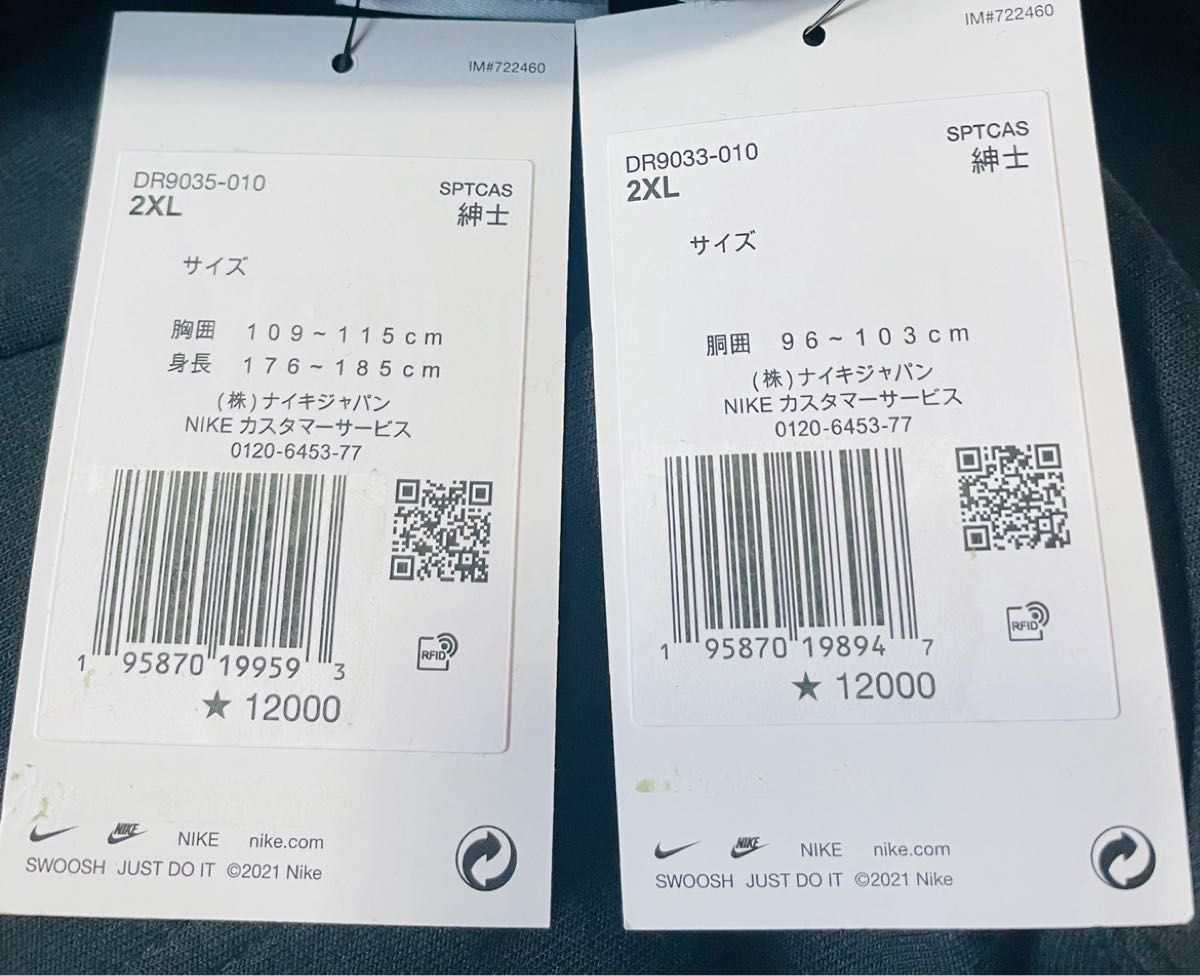 IM#722460
DR9035-010
2XL
SPTCAS
紳士
サイズ
胸囲 109~115cm
身長 176~185cm
(株)ナイキジャパン
NIKE カスタマーサービス
0120-6453-77
1 95870 19959 3
RFID
★ 12000
NIKE NIKE nike.com
SWOOSH JUST DO IT ©2021 Nike
IM#722460
DR9033-010
2XL
SPTCAS
紳士
サイズ
胴囲 96~103cm
(株)ナイキジャパン
NIKE カスタマーサービス
0120-6453-77
1 95870 19894 7
RFID
★ 12000
NIKE NIKE nike.com
SWOOSH JUST DO IT ©2021 Nike